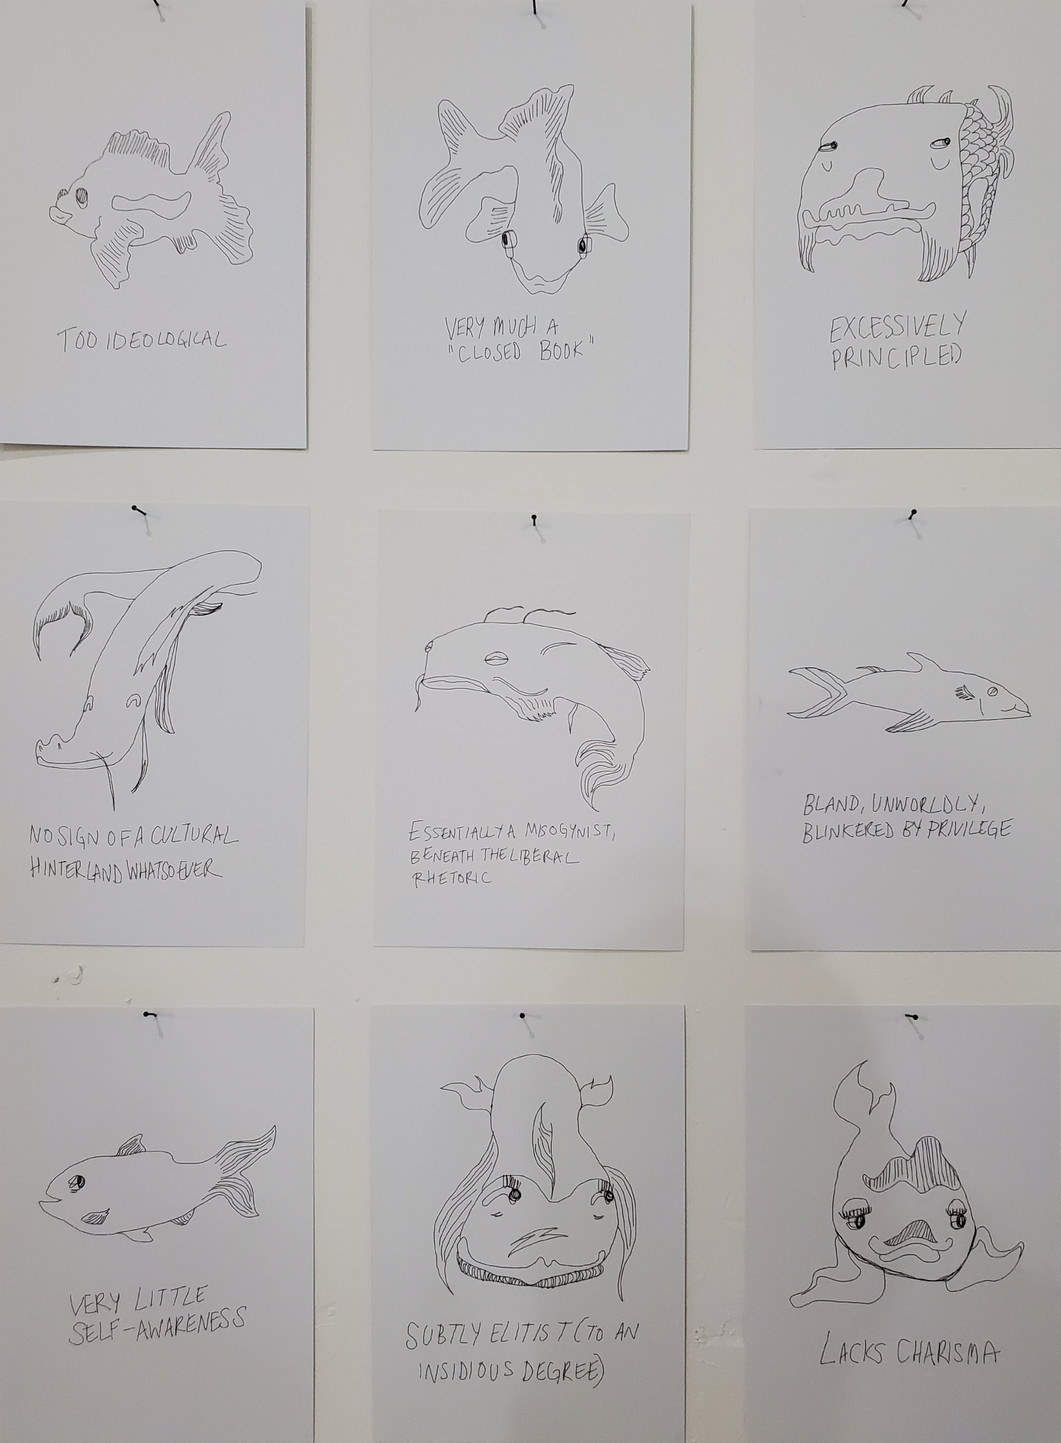 TOO IDEOLOGICAL
VERY MUCH A
"CLOSED BOOK"
EXCESSIVELY
PRINCIPLED
NO SIGN OF A CULTURAL
HINTERLAND WHATSOEVER
ESSENTIALLY A MISOGYNIST,
BENEATH THE LIBERAL
RHETORIC
BLAND, UNWORLDLY,
BLINKERED BY PRIVILEGE
VERY LITTLE
SELF-AWARENESS
SUBTLY ELITIST (TO AN
INSIDIOUS DEGREE)
LACKS CHARISMA